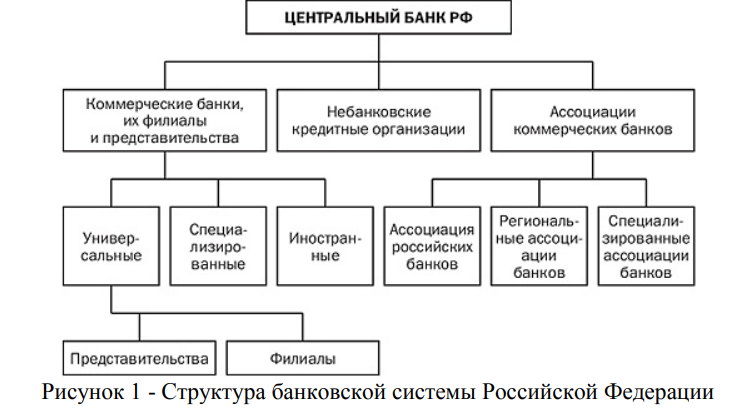 ЦЕНТРАЛЬНЫЙ БАНК РФ
Коммерческие банки,
их филиалы
и представительства
Небанковские
кредитные организации
Ассоциации
коммерческих банков
Универ-
сальные
Специа-
лизиро-
ванные
Иностран-
ные
Ассоциация
российских
банков
Региональ-
ные ассоци-
ации
банков
Специали-
зированные
ассоциации
банков
Представительства
Филиалы
Рисунок 1 - Структура банковской системы Российской Федерации